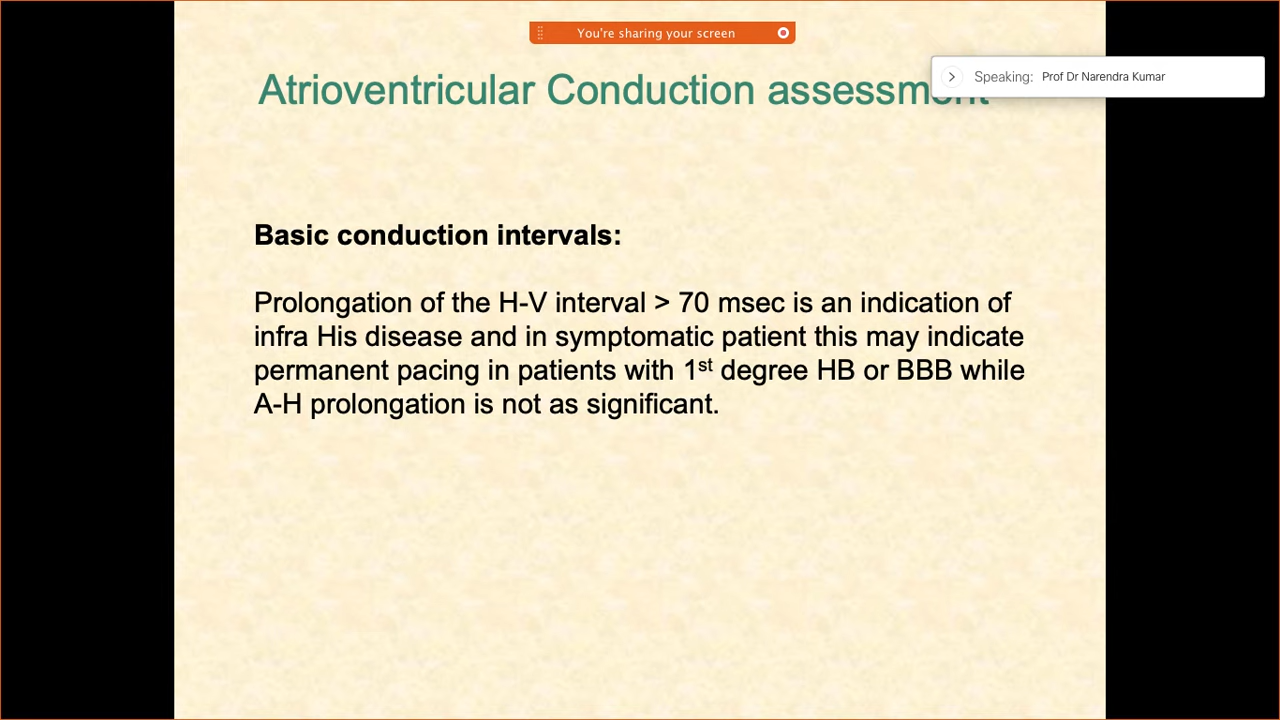 You're sharing your screen
Speaking: Prof Dr Narendra Kumar
Atrioventricular Conduction assessment
Basic conduction intervals:
Prolongation of the H-V interval > 70 msec is an indication of
infra His disease and in symptomatic patient this may indicate
permanent pacing in patients with 1st degree HB or BBB while
A-H prolongation is not as significant.